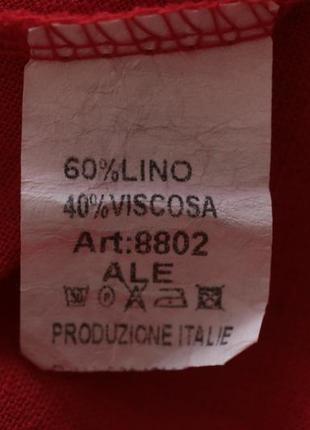 60%LINO
40%VISCOSA
Art:8802
ALE
PRODUZIONE ITALIE